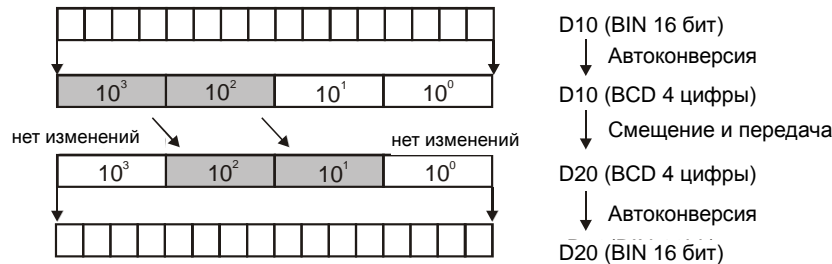 D10 (BIN 16 бит)
Автоконверсия
10³ 10² 10¹ 10⁰
D10 (BCD 4 цифры)
нет изменений нет изменений
Смещение и передача
10³ 10² 10¹ 10⁰
D20 (BCD 4 цифры)
Автоконверсия
D20 (BIN 16 бит)